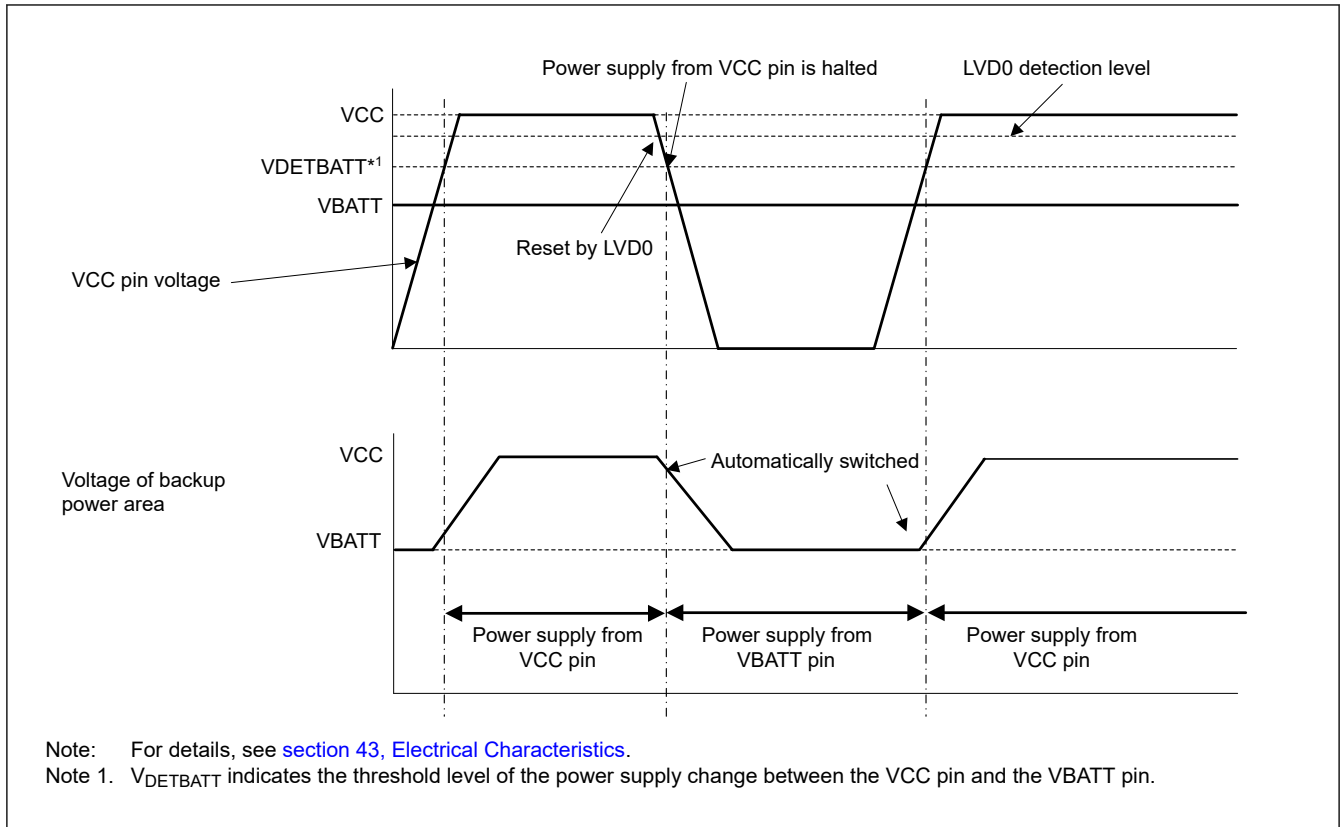 Power supply from VCC pin is halted
LVD0 detection level
VCC
VDETBATT*1
VBATT
Reset by LVD0
VCC pin voltage
VCC
Automatically switched
Voltage of backup
power area
VBATT
Power supply from
VCC pin
Power supply from
VBATT pin
Power supply from
VCC pin
Note: For details, see section 43, Electrical Characteristics.
Note 1. VDETBATT indicates the threshold level of the power supply change between the VCC pin and the VBATT pin.